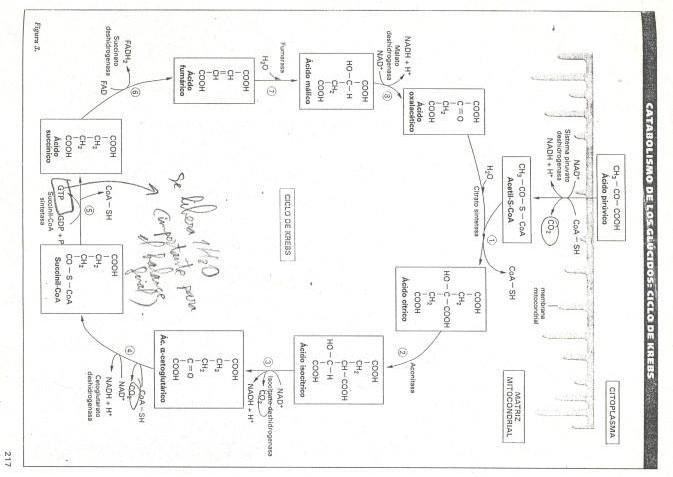 CATABOLISMO DE LOS GLÚCIDOS: CICLO DE KREBS
CITOPLASMA
CH₃ – CO – COOH
Ácido pirúvico
NAD⁺
CoA – SH
Sistema piruvato
deshidrogenasa
NADH + H⁺
CO₂
membrana
mitocondrial
MATRIZ
MITOCONDRIAL
CH₃ – CO – S – CoA
Acetil-S-CoA
H₂O
Citrato sintetasa
①
CoA – SH
COOH
C = O
CH₂
COOH
Ácido
oxalacético
COOH
CH₂
HO – C – COOH
CH₂
COOH
Ácido cítrico
②
Aconitasa
COOH
CH₂
CH – COOH
HO – C – H
COOH
Ácido isocítrico
③
NAD⁺
Isocitrato deshidrogenasa
CO₂
NADH + H⁺
COOH
CH₂
CH₂
C = O
COOH
Ác. α-cetoglutárico
④
CoA – SH
CO₂
NAD⁺
NADH + H⁺
Cetoglutarato
deshidrogenasa
COOH
CH₂
CH₂
CO – S – CoA
Succinil-CoA
⑤
CoA – SH
GTP
GDP + P
Succinil-CoA
sintetasa
COOH
CH₂
CH₂
COOH
Ácido
succínico
⑥
FAD
FADH₂
Succinato
deshidrogenasa
COOH
CH
CH
COOH
Ácido
fumárico
⑦
H₂O
Fumarasa
COOH
HO – C – H
CH₂
COOH
Ácido málico
⑧
NAD⁺
Malato
deshidrogenasa
NADH + H⁺
CICLO DE KREBS
Se libera 1 H₂O
(importante para
el balance
Figura 3.
217